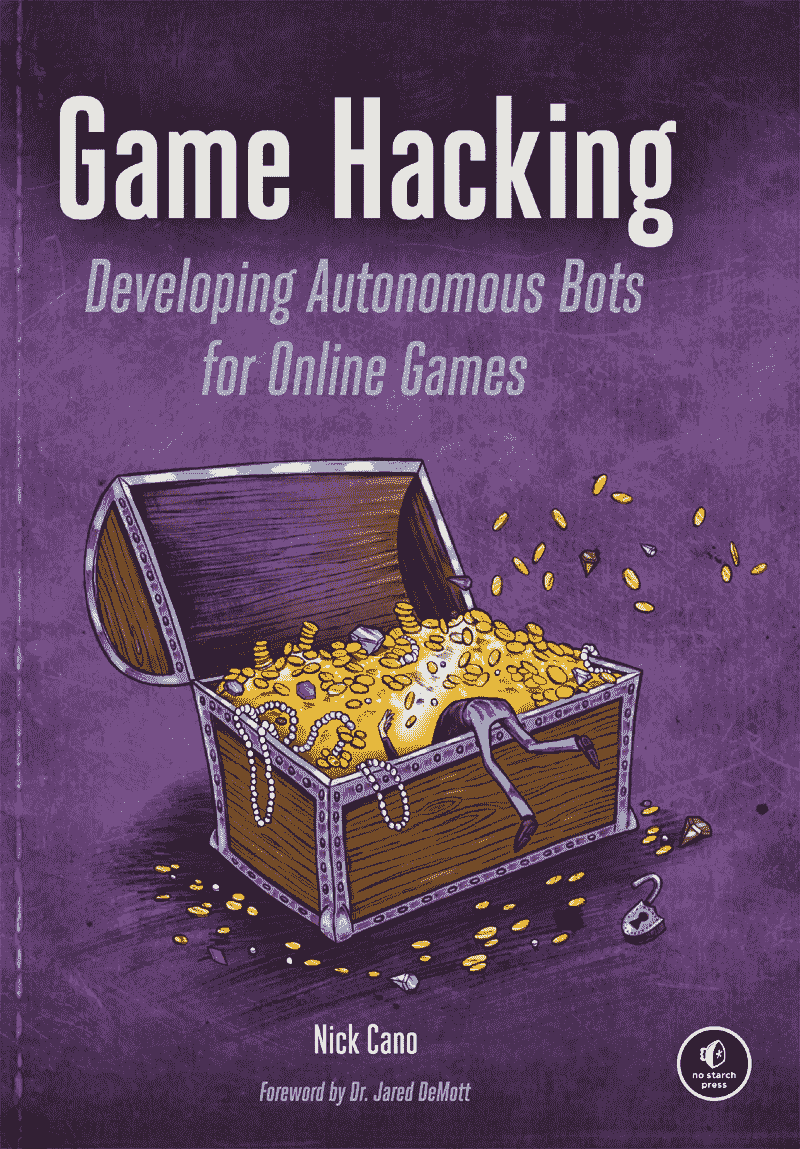 Game Hacking
Developing Autonomous Bots
for Online Games
Nick Cano
Foreword by Dr. Jared DeMott
no starch
press